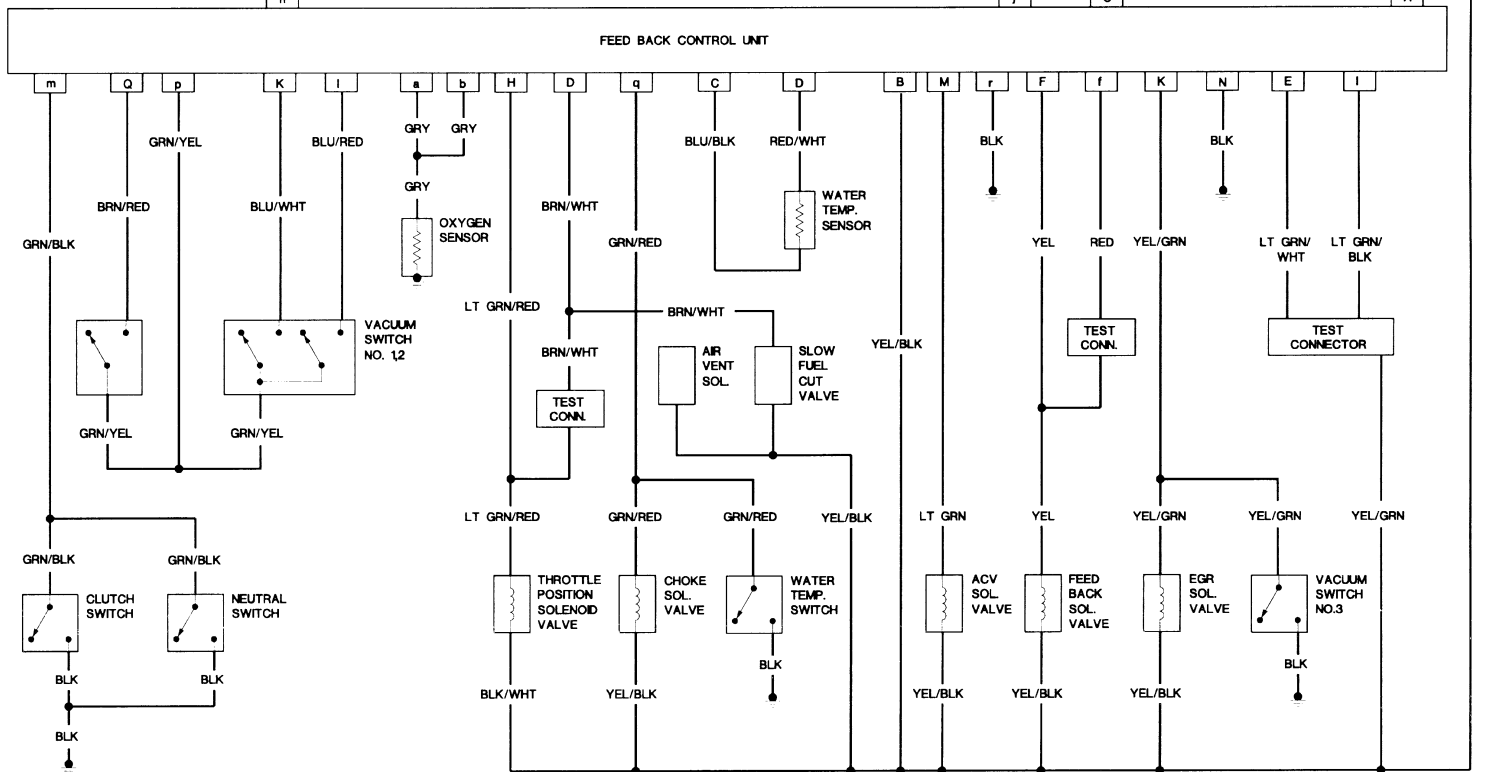 FEED BACK CONTROL UNIT
m Q p K l a b H D q C D B M r F f K N E I
GRY GRY
GRN/YEL BLU/RED BLU/BLK RED/WHT BLK BLK
GRY
BRN/RED BLU/WHT BRN/WHT
WATER
TEMP.
SENSOR
OXYGEN
SENSOR
GRN/BLK GRN/RED YEL RED YEL/GRN
LT GRN/
WHT
LT GRN/
BLK
LT GRN/RED BRN/WHT
VACUUM
SWITCH
NO. 1,2
BRN/WHT
AIR
VENT
SOL.
SLOW
FUEL
CUT
VALVE
YEL/BLK
TEST
CONN.
TEST
CONNECTOR
TEST
CONN.
GRN/YEL GRN/YEL
LT GRN/RED GRN/RED GRN/RED YEL/BLK LT GRN YEL YEL/GRN YEL/GRN YEL/GRN
GRN/BLK GRN/BLK
CLUTCH
SWITCH
NEUTRAL
SWITCH
THROTTLE
POSITION
SOLENOID
VALVE
CHOKE
SOL.
VALVE
WATER
TEMP.
SWITCH
ACV
SOL.
VALVE
FEED
BACK
SOL.
VALVE
EGR
SOL.
VALVE
VACUUM
SWITCH
NO.3
BLK BLK BLK BLK
BLK/WHT YEL/BLK YEL/BLK YEL/BLK YEL/BLK
BLK